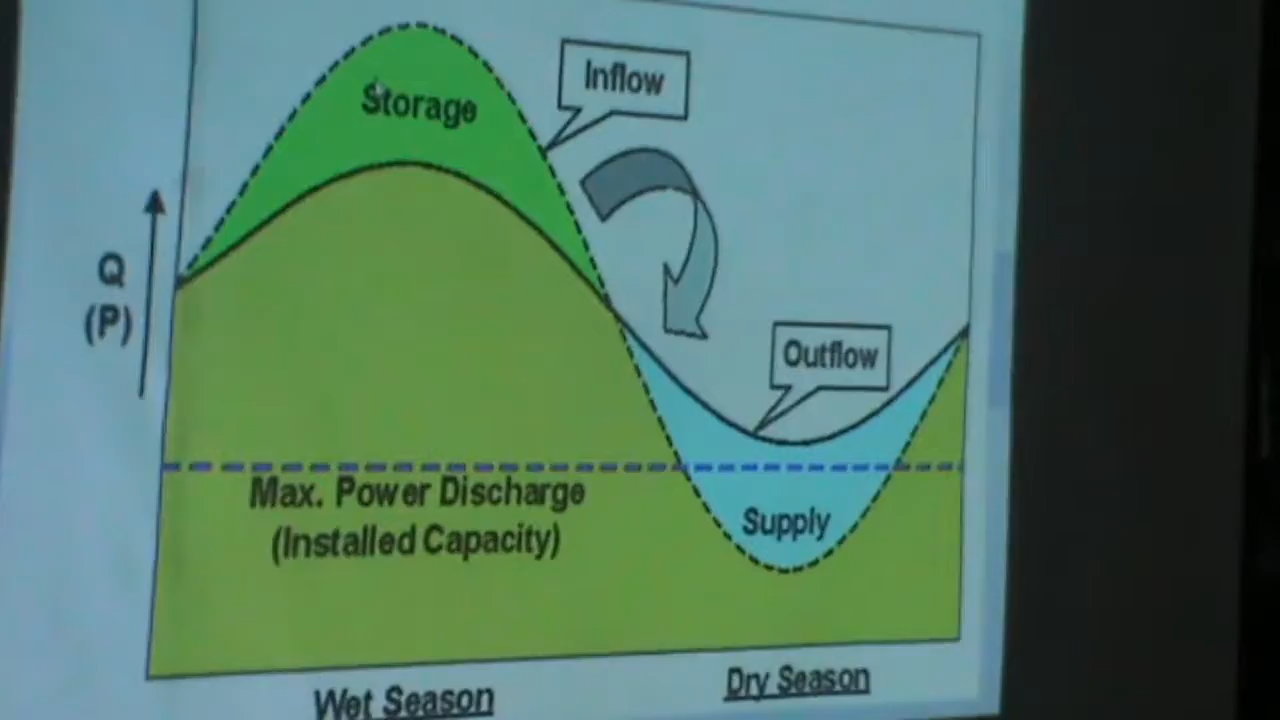 Storage
Inflow
Q
(P)
Outflow
Max. Power Discharge
(Installed Capacity)
Supply
Wet Season
Dry Season